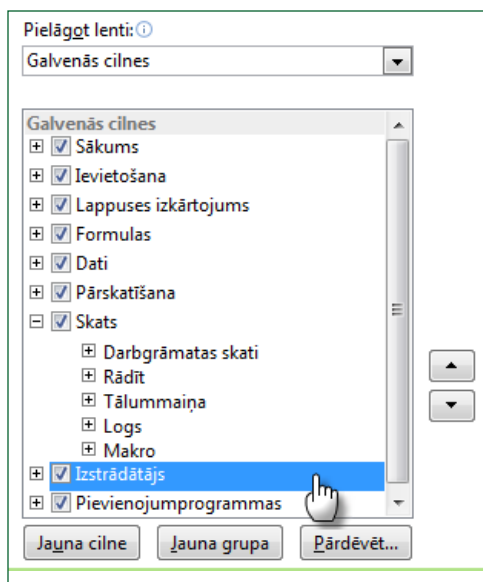 Pielāgot lenti:
Galvenās cilnes
Galvenās cilnes
Sākums
Ievietošana
Lappuses izkārtojums
Formulas
Dati
Pārskatīšana
Skats
Darbgrāmatas skati
Rādīt
Tālummaiņa
Logs
Makro
Izstrādātājs
Pievienojumprogrammas
Jauna cilne Jauna grupa Pārdēvēt...